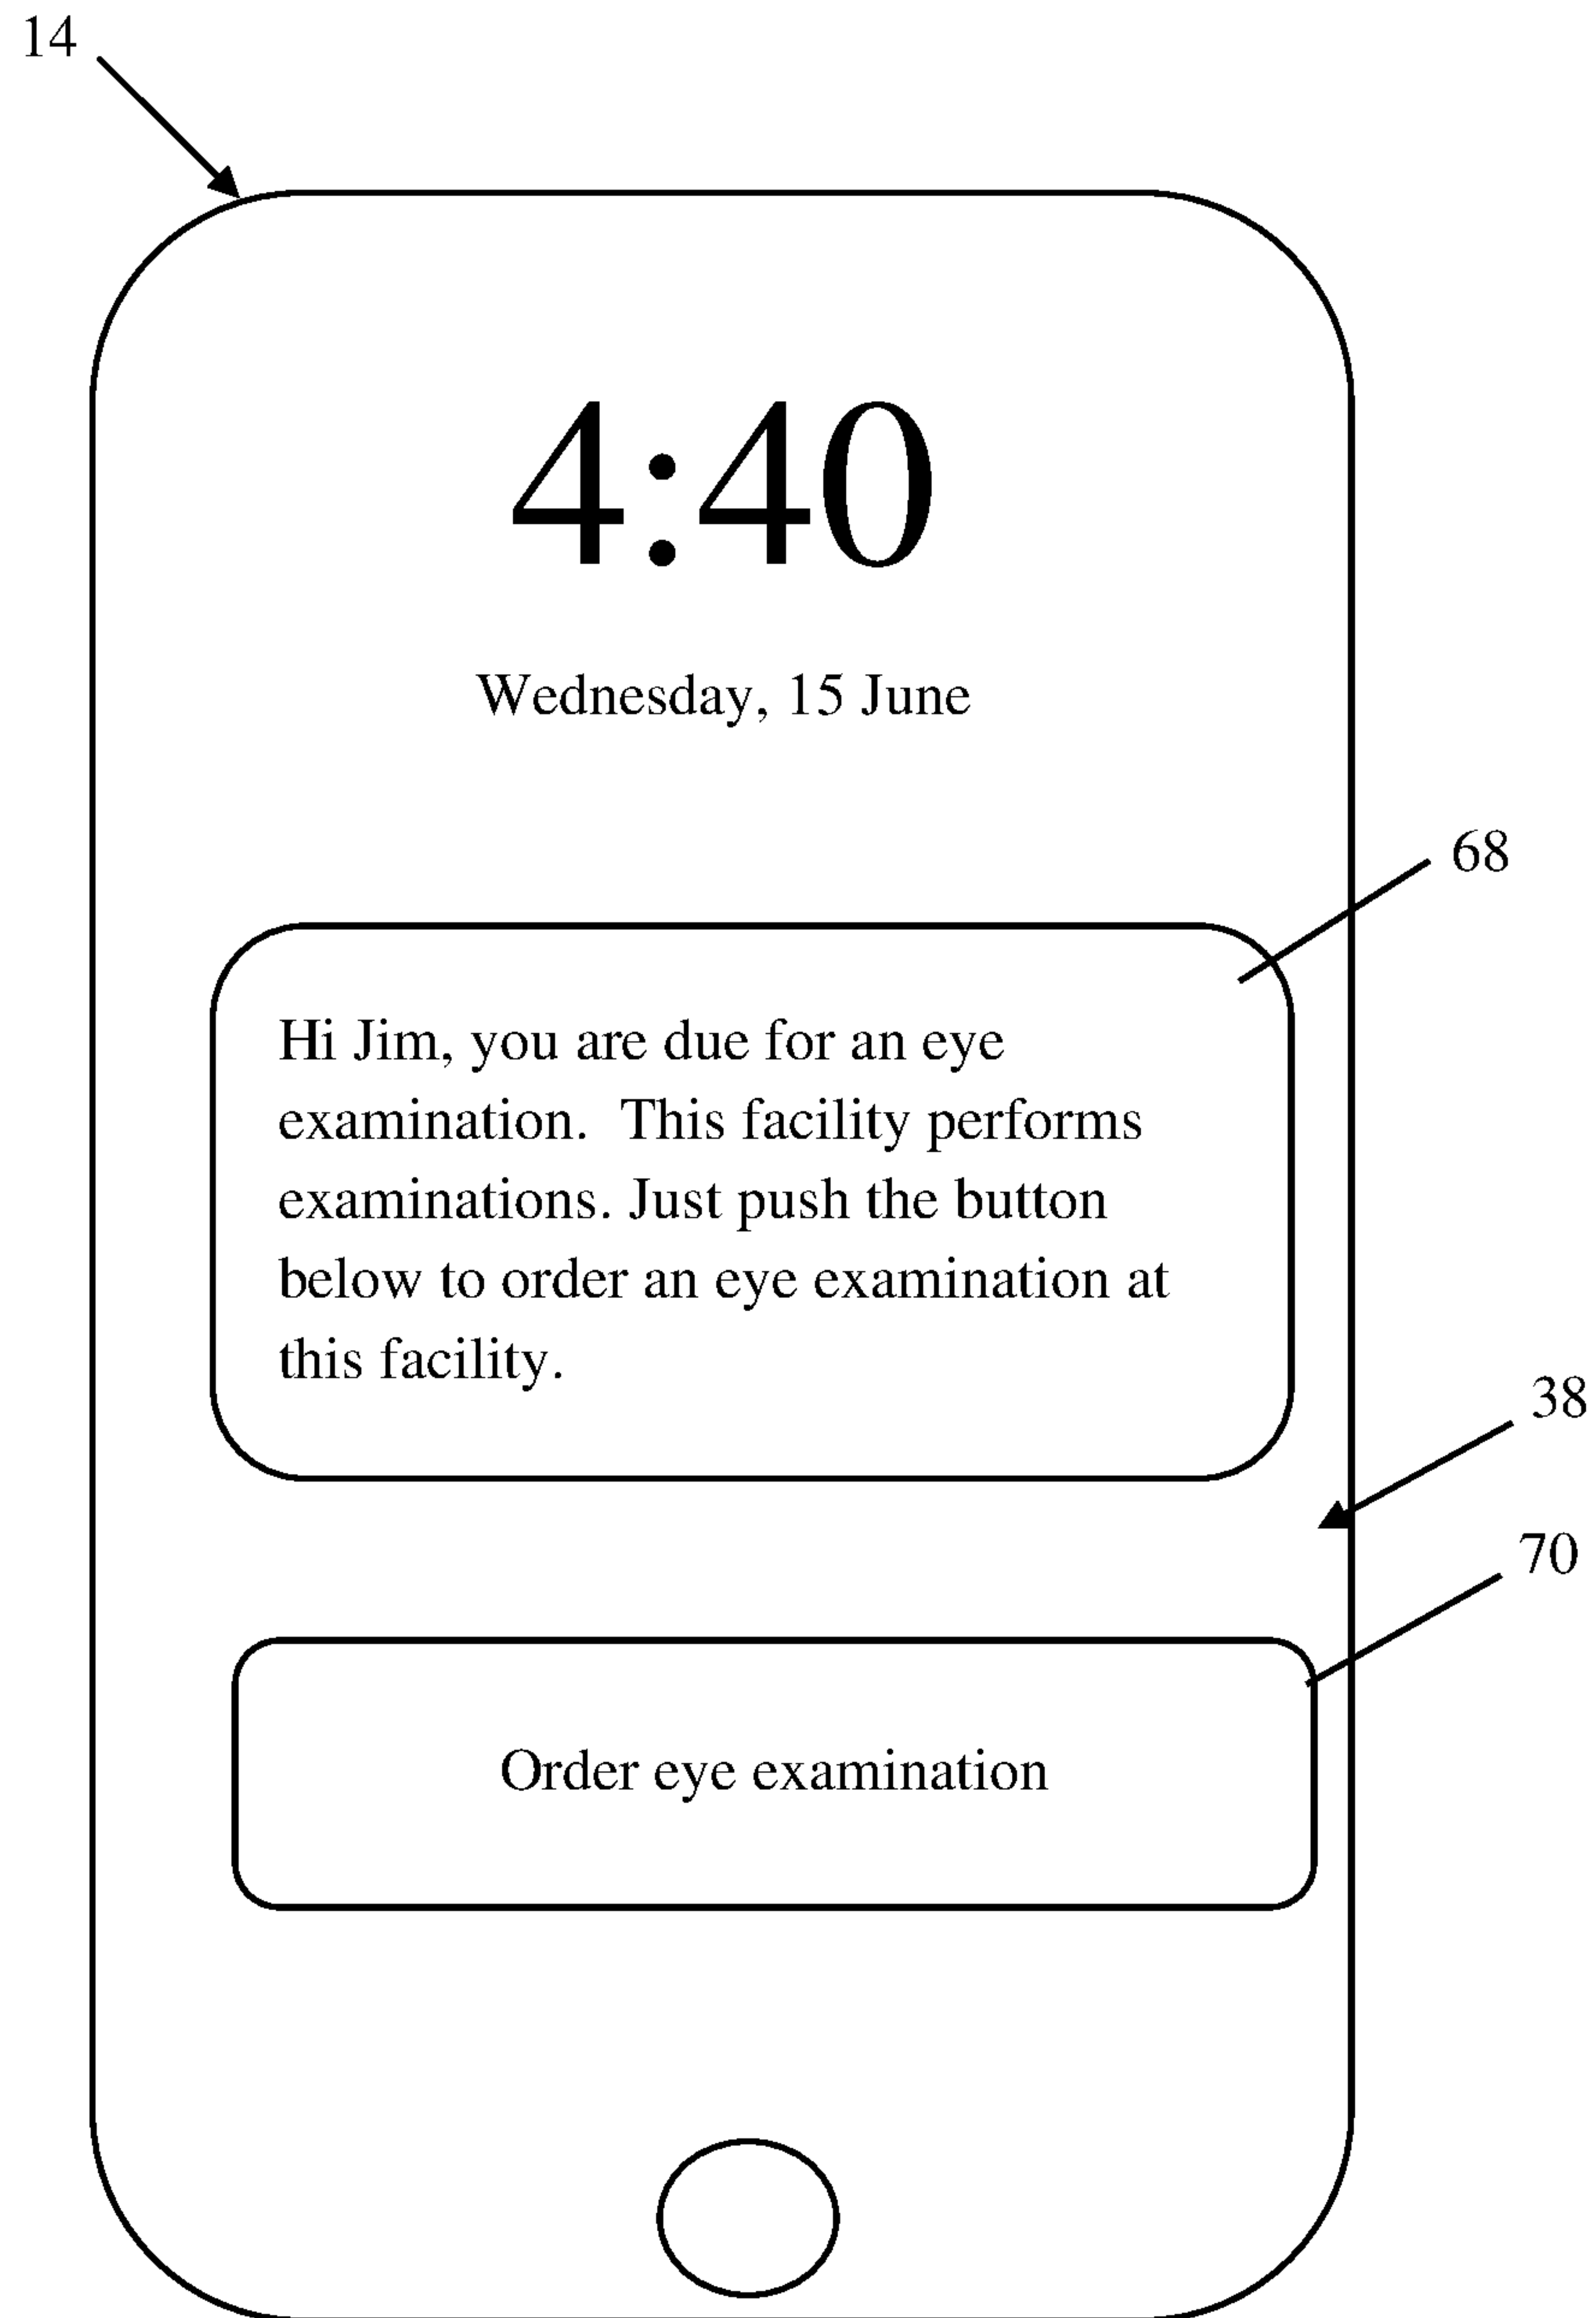 14
4:40
Wednesday, 15 June
68
Hi Jim, you are due for an eye
examination.  This facility performs
examinations. Just push the button
below to order an eye examination at
this facility.
38
70
Order eye examination